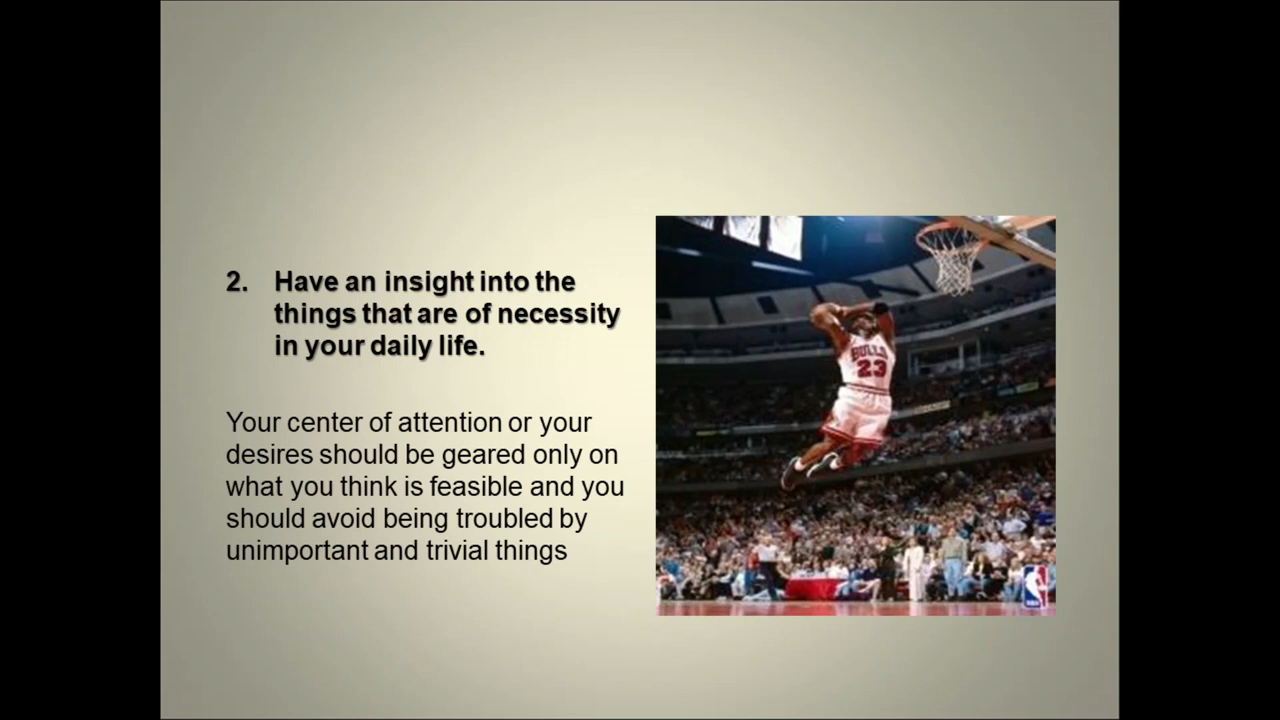 2. Have an insight into the
things that are of necessity
in your daily life.
Your center of attention or your
desires should be geared only on
what you think is feasible and you
should avoid being troubled by
unimportant and trivial things
BULLS
23
NBA